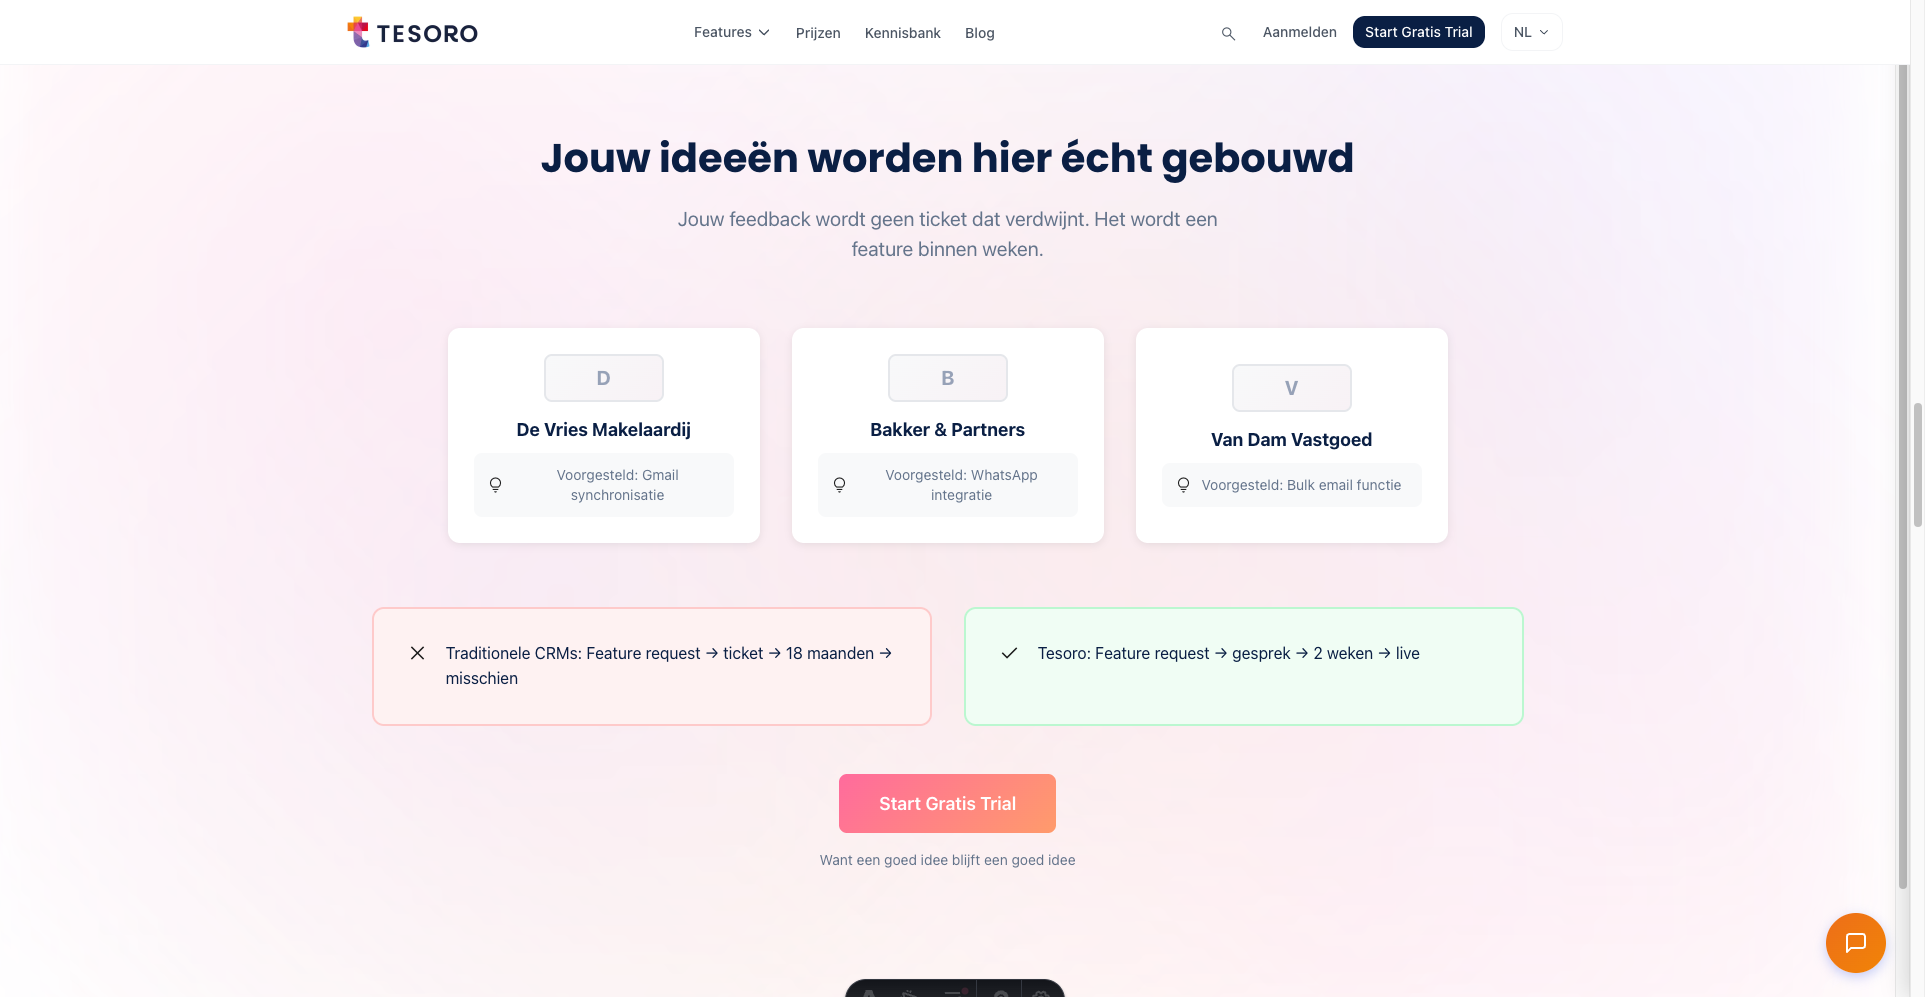 TESORO
Features
Prijzen
Kennisbank
Blog
Aanmelden
Start Gratis Trial
NL
Jouw ideeën worden hier écht gebouwd
Jouw feedback wordt geen ticket dat verdwijnt. Het wordt een
feature binnen weken.
D
De Vries Makelaardij
Voorgesteld: Gmail
synchronisatie
B
Bakker & Partners
Voorgesteld: WhatsApp
integratie
V
Van Dam Vastgoed
Voorgesteld: Bulk email functie
Traditionele CRMs: Feature request → ticket → 18 maanden →
misschien
Tesoro: Feature request → gesprek → 2 weken → live
Start Gratis Trial
Want een goed idee blijft een goed idee